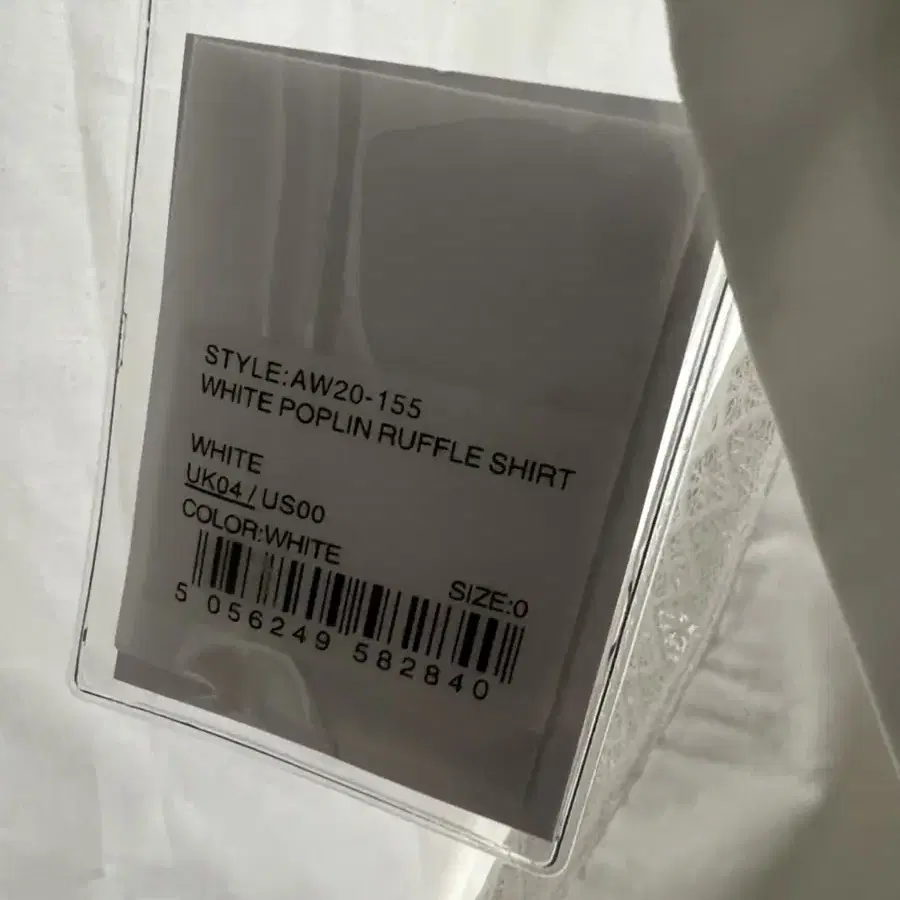 STYLE:AW20-155
WHITE POPLIN RUFFLE SHIRT
WHITE
UK04/US00
COLOR:WHITE
SIZE:0
5 056249 582840